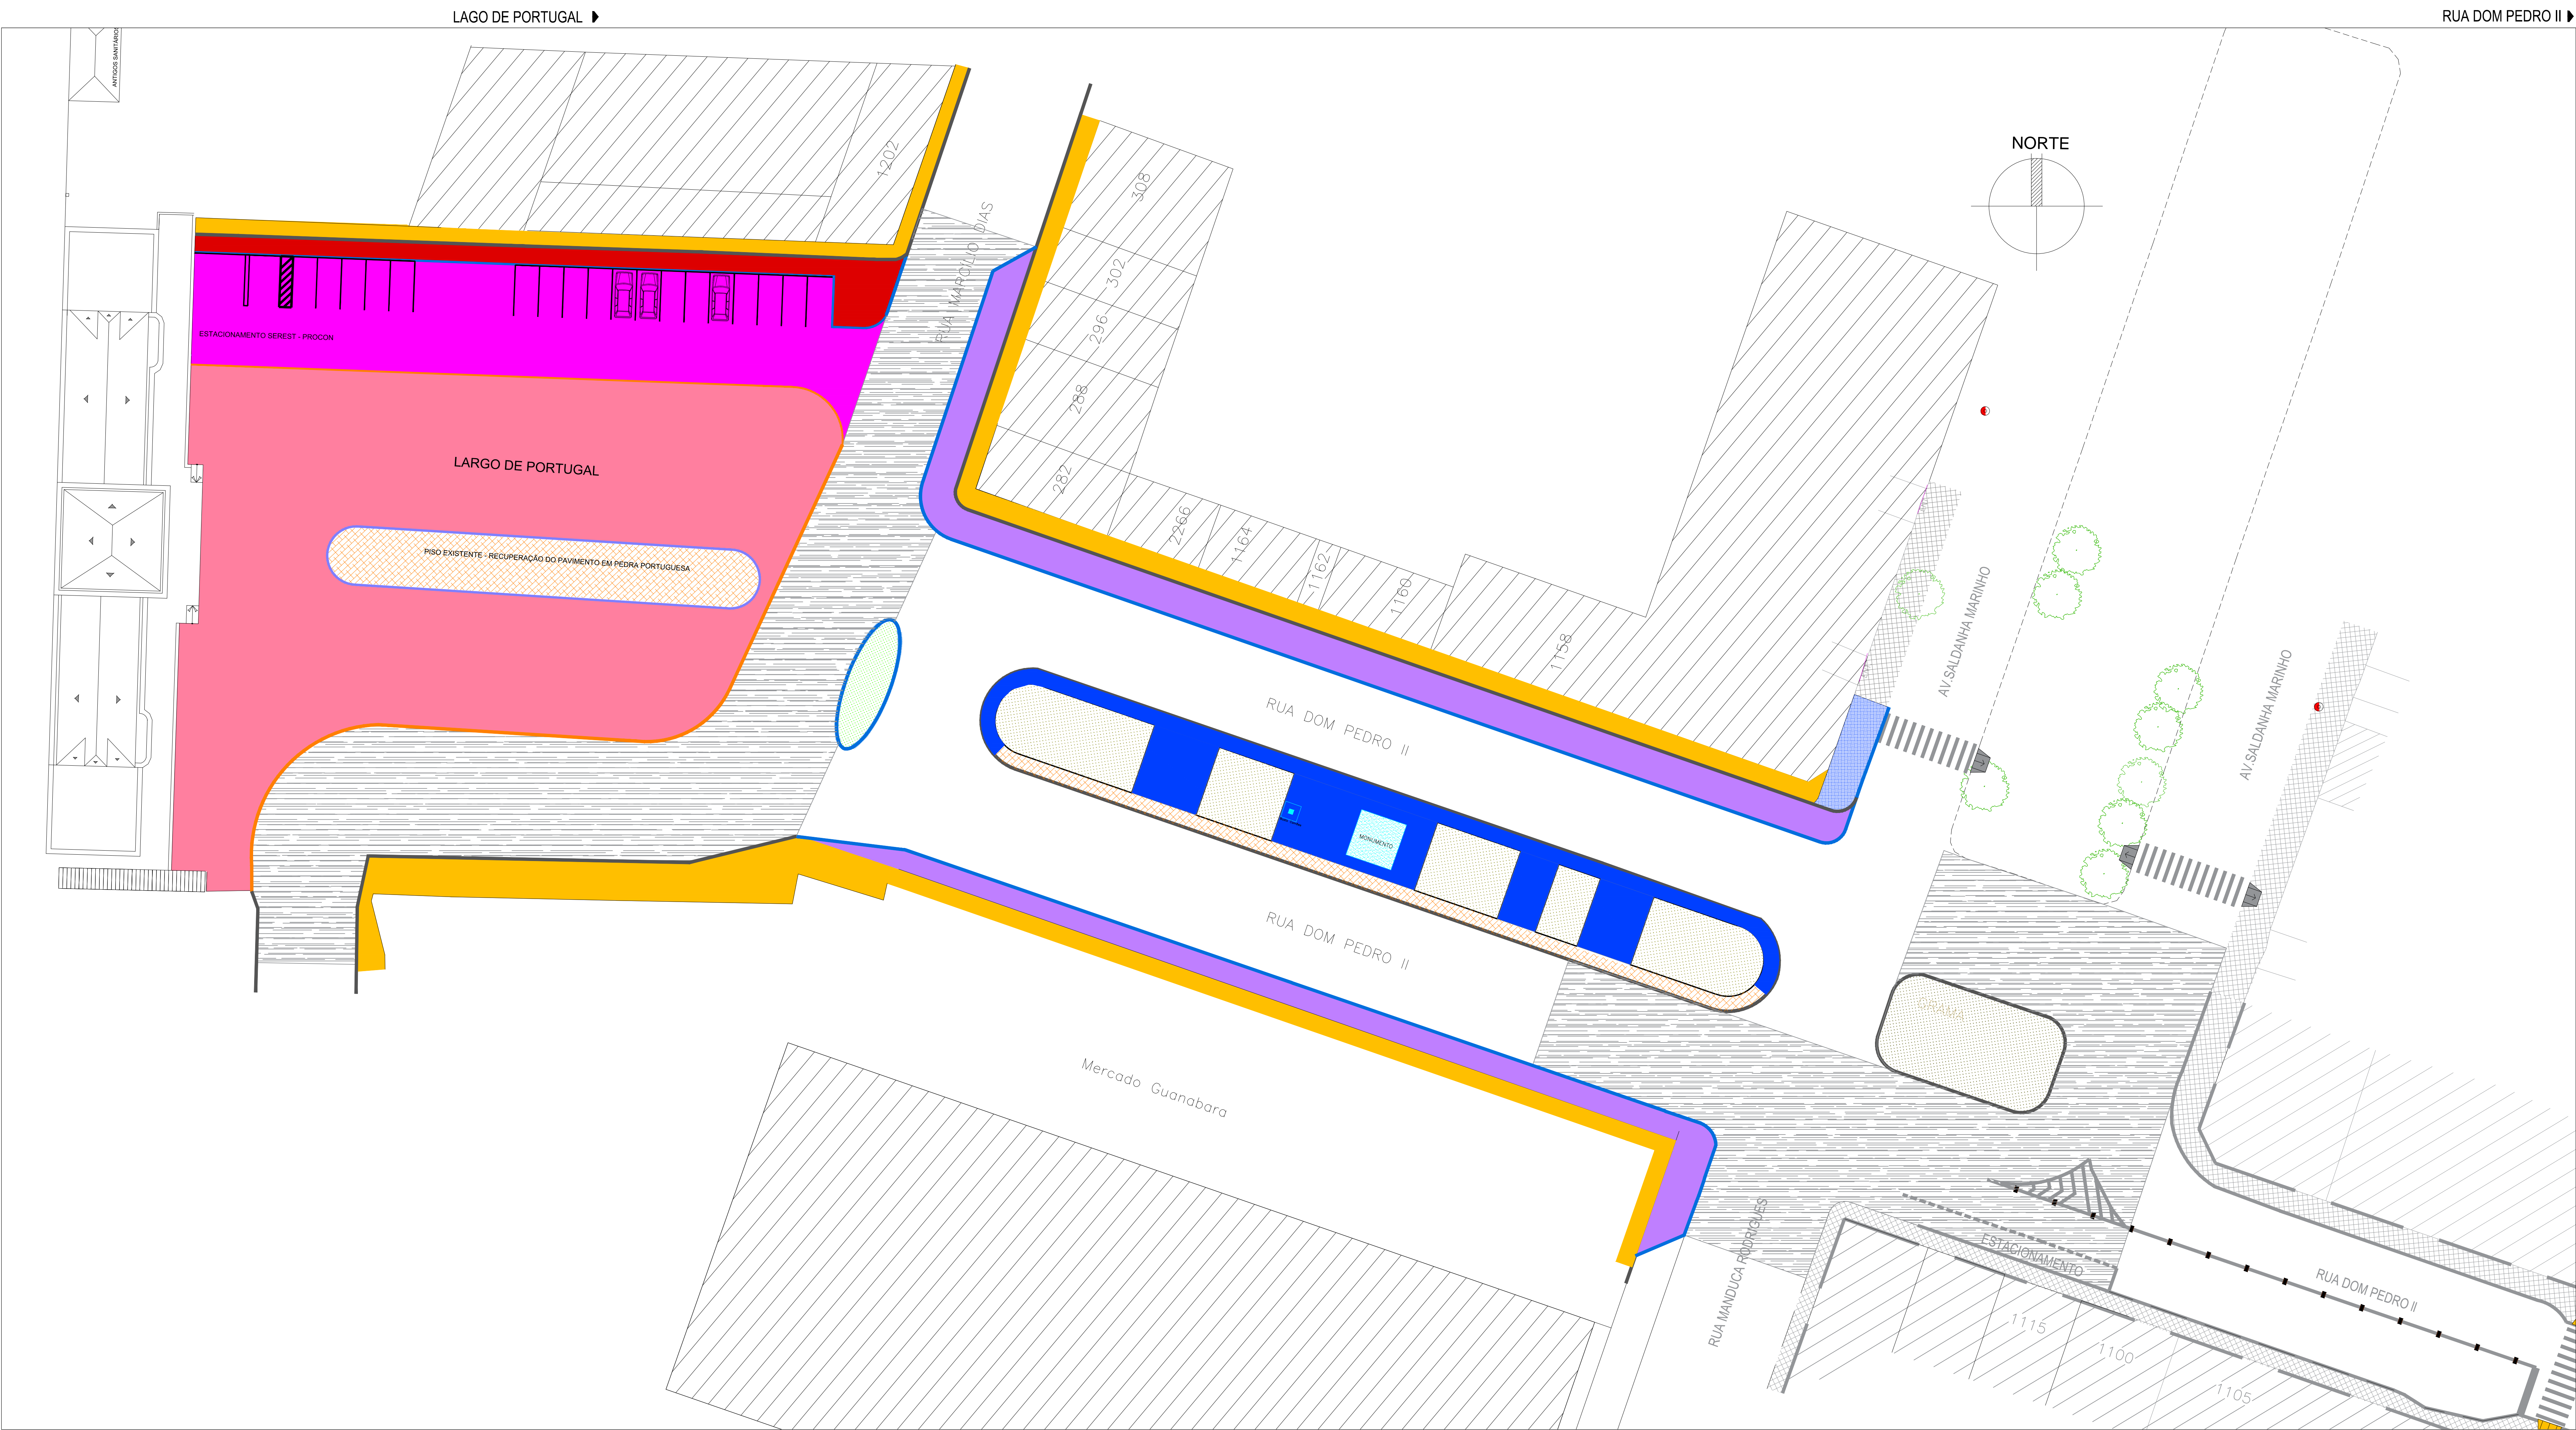 LAGO DE PORTUGAL
RUA DOM PEDRO II
ANTIGOS SANITÁRIOS
NORTE
1202
308
RUA MARCILIO DIAS
302
296
288
282
ESTACIONAMENTO SEREST - PROCON
LARGO DE PORTUGAL
PISO EXISTENTE - RECUPERAÇÃO DO PAVIMENTO EM PEDRA PORTUGUESA
2266
1164
1162
1160
1158
AV.SALDANHA MARINHO
AV.SALDANHA MARINHO
RUA DOM PEDRO II
MONUMENTO
RUA DOM PEDRO II
GRAMA
Mercado Guanabara
RUA MANDUCA RODRIGUES
ESTACIONAMENTO
RUA DOM PEDRO II
1115
1100
1105